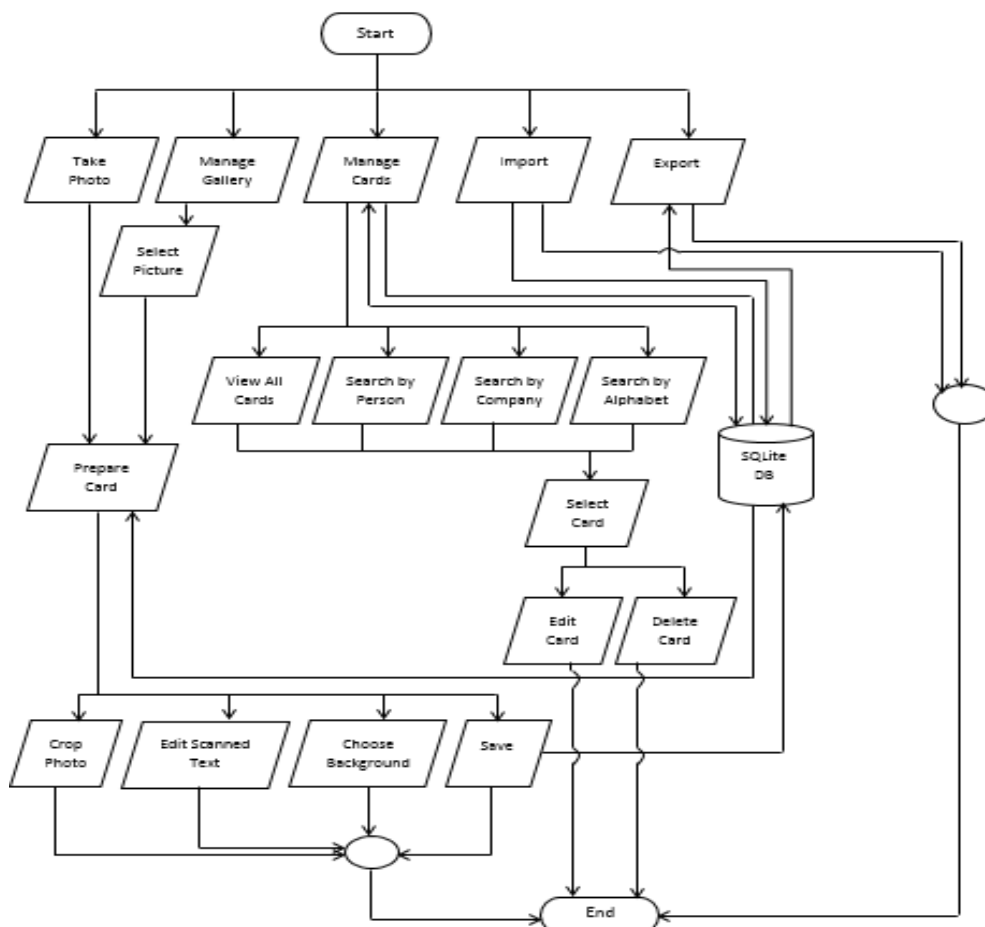 Start
Take
Photo
Manage
Gallery
Manage
Cards
Import
Export
Select
Picture
View All
Cards
Search by
Person
Search by
Company
Search by
Alphabet
Prepare
Card
SQLite
DB
Select
Card
Edit
Card
Delete
Card
Crop
Photo
Edit Scanned
Text
Choose
Background
Save
End